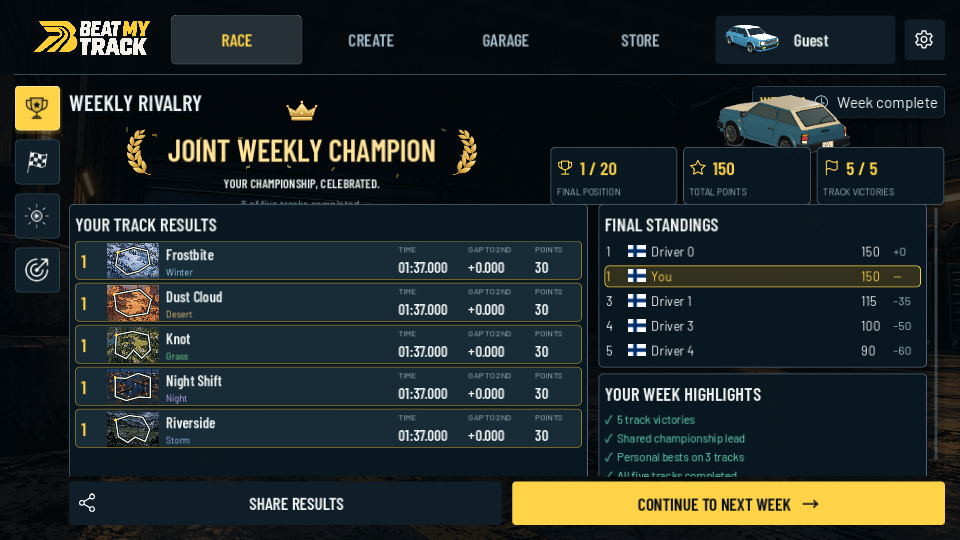 BEAT MY TRACK
RACE
CREATE
GARAGE
STORE
Guest
WEEKLY RIVALRY
Week complete
JOINT WEEKLY CHAMPION
YOUR CHAMPIONSHIP, CELEBRATED.
5 of five tracks completed
1 / 20
FINAL POSITION
150
TOTAL POINTS
5 / 5
TRACK VICTORIES
YOUR TRACK RESULTS
1 Frostbite TIME GAP TO 2ND POINTS
Winter 01:37.000 +0.000 30
1 Dust Cloud TIME GAP TO 2ND POINTS
Desert 01:37.000 +0.000 30
1 Knot TIME GAP TO 2ND POINTS
Grass 01:37.000 +0.000 30
1 Night Shift TIME GAP TO 2ND POINTS
Night 01:37.000 +0.000 30
1 Riverside TIME GAP TO 2ND POINTS
Storm 01:37.000 +0.000 30
FINAL STANDINGS
1 Driver 0 150 +0
1 You 150 —
3 Driver 1 115 -35
4 Driver 3 100 -50
5 Driver 4 90 -60
YOUR WEEK HIGHLIGHTS
✓ 5 track victories
✓ Shared championship lead
✓ Personal bests on 3 tracks
✓ All five tracks completed
SHARE RESULTS
CONTINUE TO NEXT WEEK →